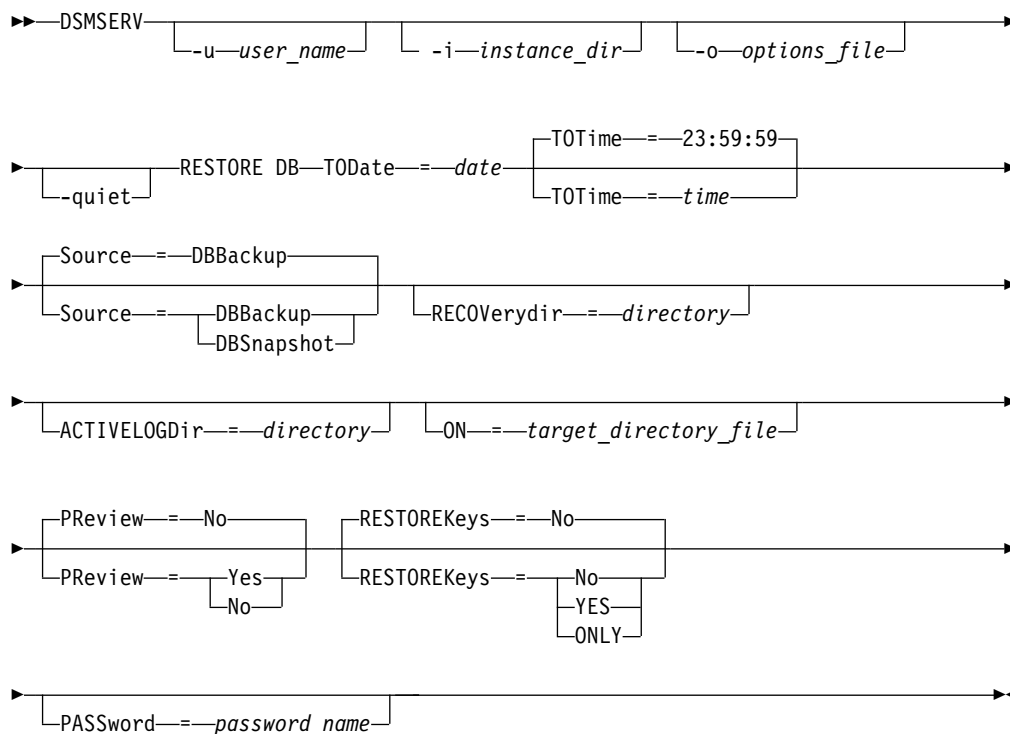 DSMSERV
-u user_name -i instance_dir -o options_file
TOTime = 23:59:59
-quiet RESTORE DB TODate = date
TOTime = time
Source = DBBackup
Source = DBBackup RECOVerydir = directory
DBSnapshot
ACTIVELOGDir = directory ON = target_directory_file
PReview = No RESTOREKeys = No
PReview = Yes RESTOREKeys = No
No YES
ONLY
PASSword = password name